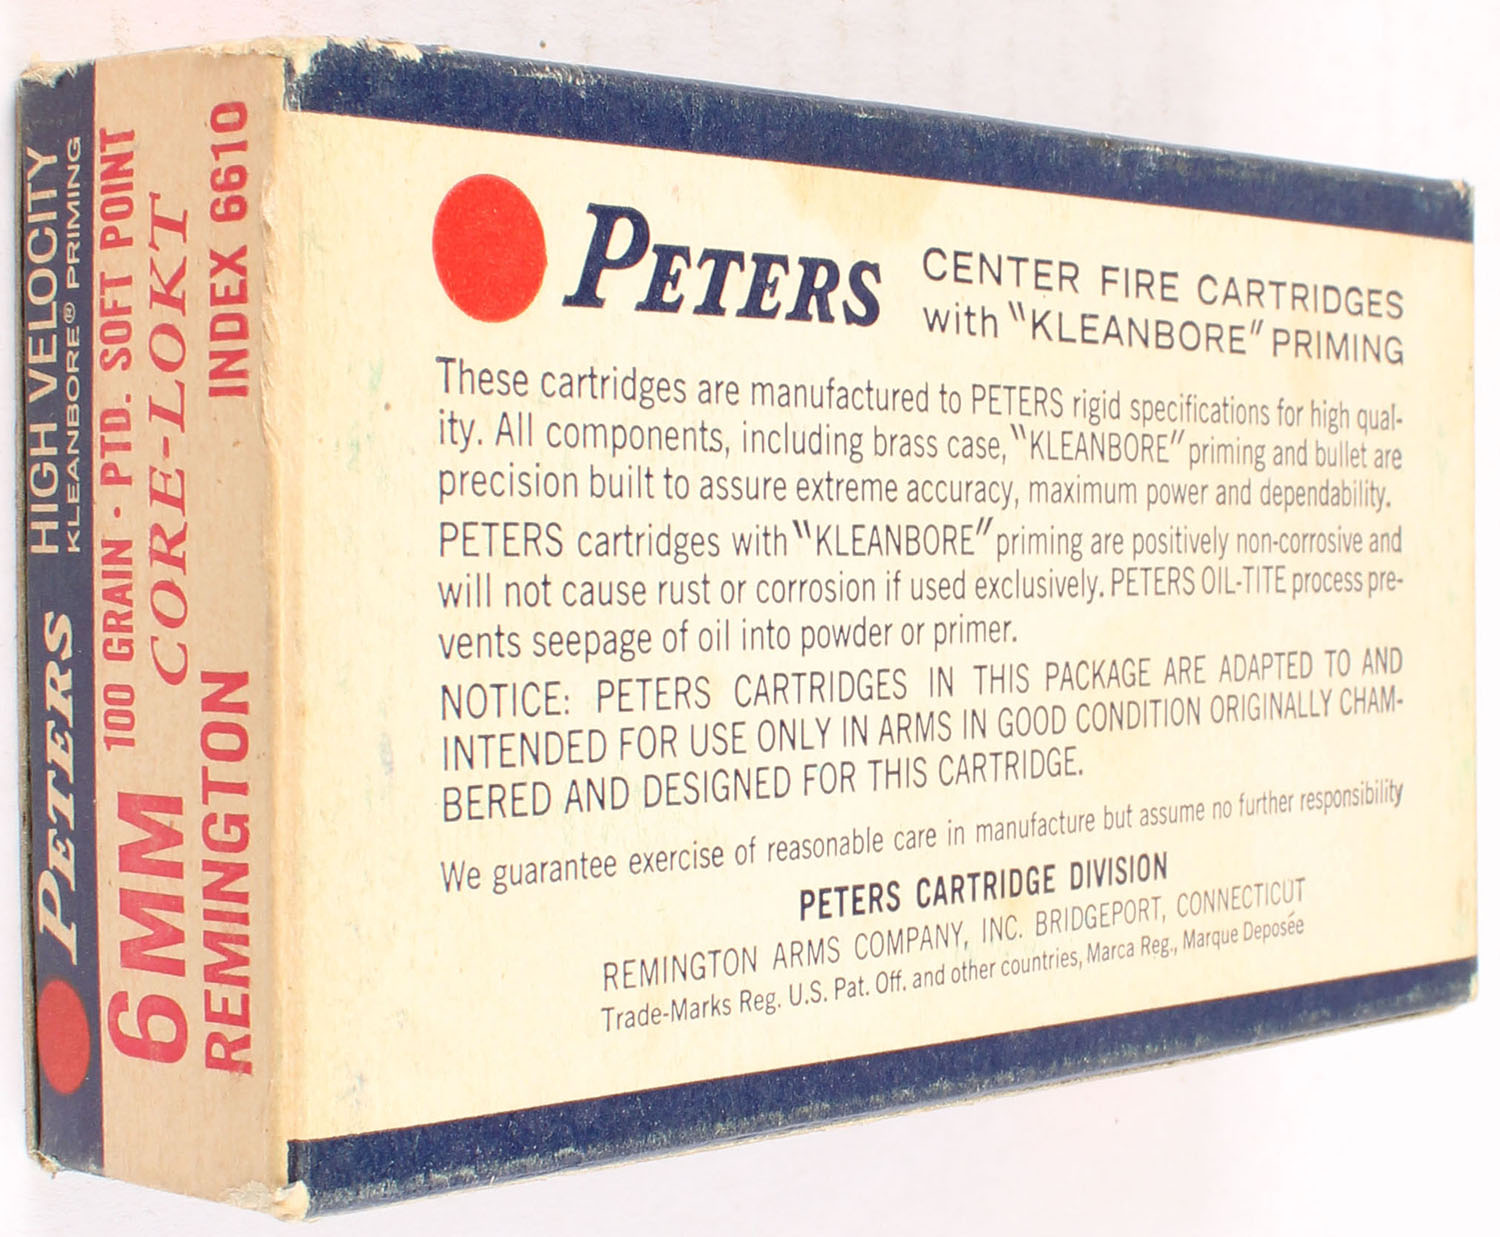 PETERS HIGH VELOCITY
KLEANBORE® PRIMING
6MM 100 GRAIN · PTD. SOFT POINT
CORE-LOKT
REMINGTON INDEX 6610
PETERS
CENTER FIRE CARTRIDGES
with "KLEANBORE" PRIMING
These cartridges are manufactured to PETERS rigid specifications for high qual-
ity. All components, including brass case, "KLEANBORE" priming and bullet are
precision built to assure extreme accuracy, maximum power and dependability.
PETERS cartridges with "KLEANBORE" priming are positively non-corrosive and
will not cause rust or corrosion if used exclusively. PETERS OIL-TITE process pre-
vents seepage of oil into powder or primer.
NOTICE: PETERS CARTRIDGES IN THIS PACKAGE ARE ADAPTED TO AND
INTENDED FOR USE ONLY IN ARMS IN GOOD CONDITION ORIGINALLY CHAM-
BERED AND DESIGNED FOR THIS CARTRIDGE.
We guarantee exercise of reasonable care in manufacture but assume no further responsibility
PETERS CARTRIDGE DIVISION
REMINGTON ARMS COMPANY, INC. BRIDGEPORT, CONNECTICUT
Trade-Marks Reg. U.S. Pat. Off. and other countries, Marca Reg., Marque Deposée